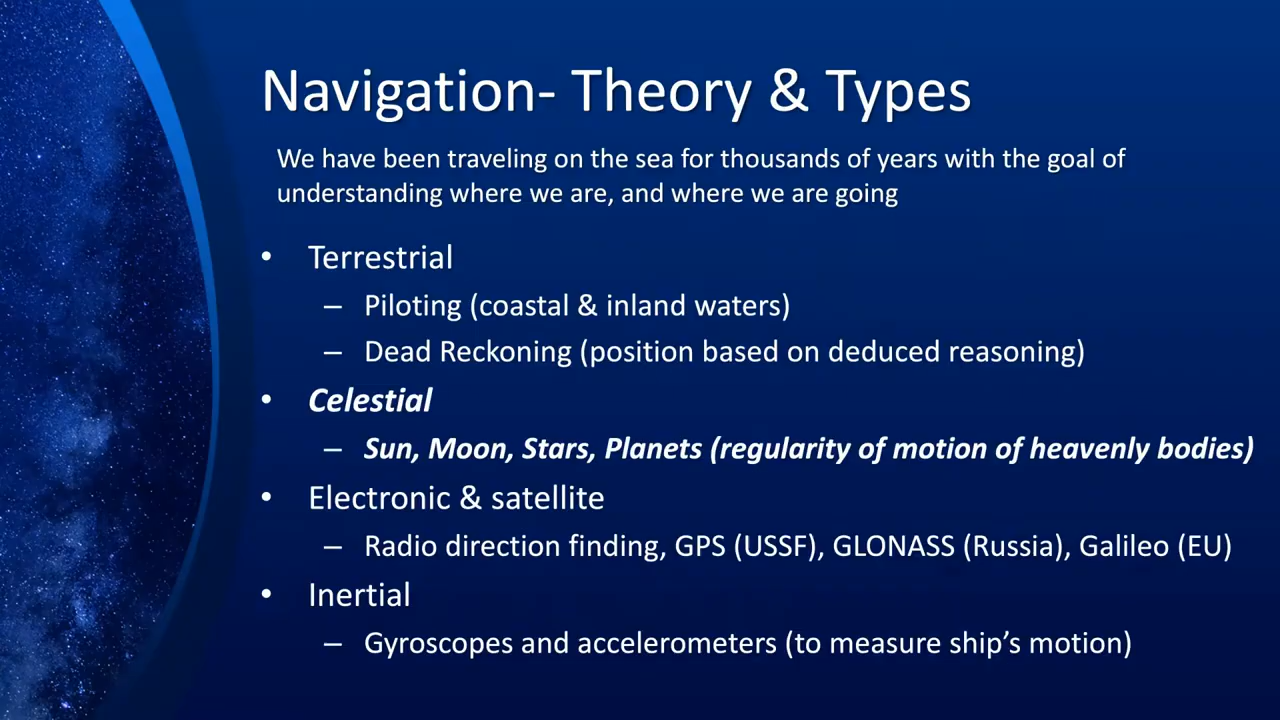 Navigation- Theory & Types
We have been traveling on the sea for thousands of years with the goal of
understanding where we are, and where we are going
• Terrestrial
– Piloting (coastal & inland waters)
– Dead Reckoning (position based on deduced reasoning)
• Celestial
– Sun, Moon, Stars, Planets (regularity of motion of heavenly bodies)
• Electronic & satellite
– Radio direction finding, GPS (USSF), GLONASS (Russia), Galileo (EU)
• Inertial
– Gyroscopes and accelerometers (to measure ship’s motion)